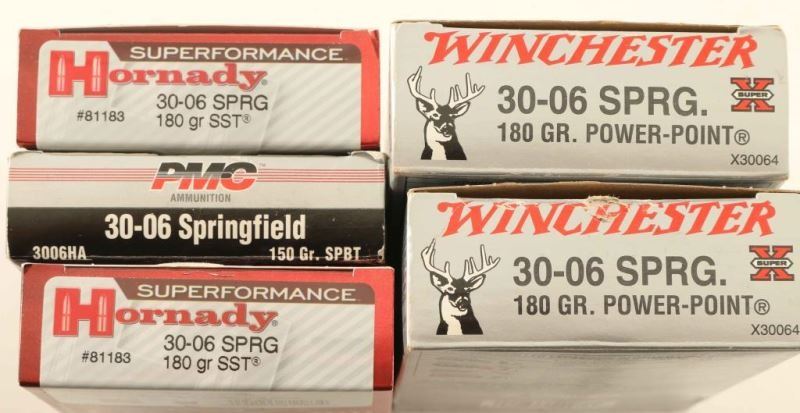 SUPERFORMANCE
Hornady®
30-06 SPRG
#81183
180 gr SST®
PMC™
AMMUNITION
30-06 Springfield
3006HA
150 Gr. SPBT
SUPERFORMANCE
Hornady®
30-06 SPRG
#81183
180 gr SST®
WINCHESTER
30-06 SPRG.
SUPER X
180 GR. POWER-POINT®
X30064
WINCHESTER
30-06 SPRG.
SUPER X
180 GR. POWER-POINT®
X30064